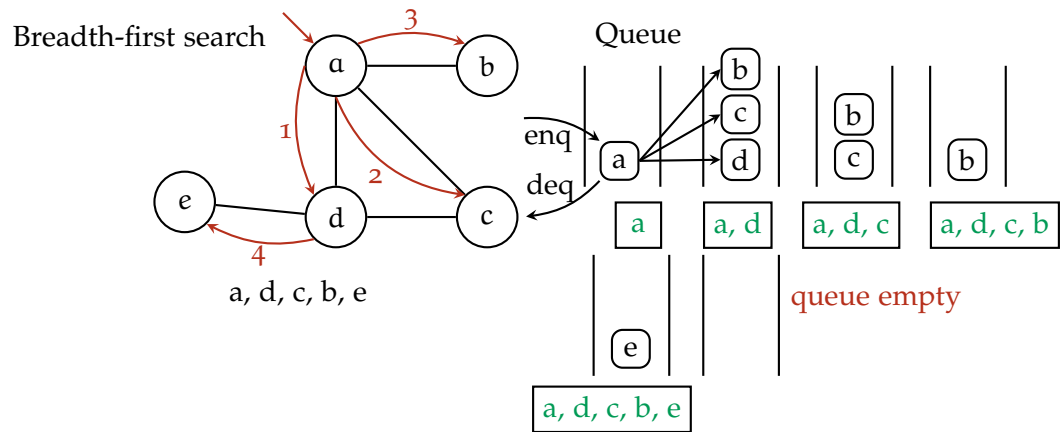 Breadth-first search
3
a
b
1
2
e
d
c
4
a, d, c, b, e
Queue
enq
deq
a
b
c
d
b
c
b
a
a, d
a, d, c
a, d, c, b
e
queue empty
a, d, c, b, e